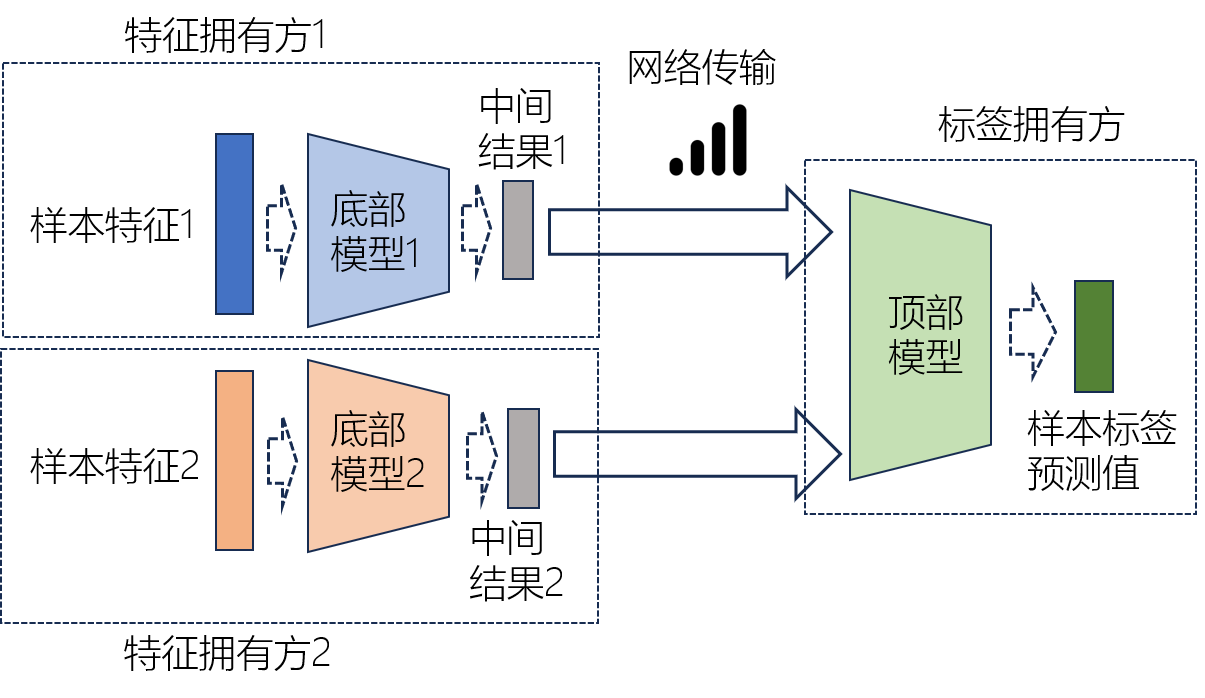 特征拥有方1
网络传输
中间
结果1
标签拥有方
样本特征1
底部
模型1
顶部
模型
底部
模型2
样本特征2
样本标签
预测值
中间
结果2
特征拥有方2